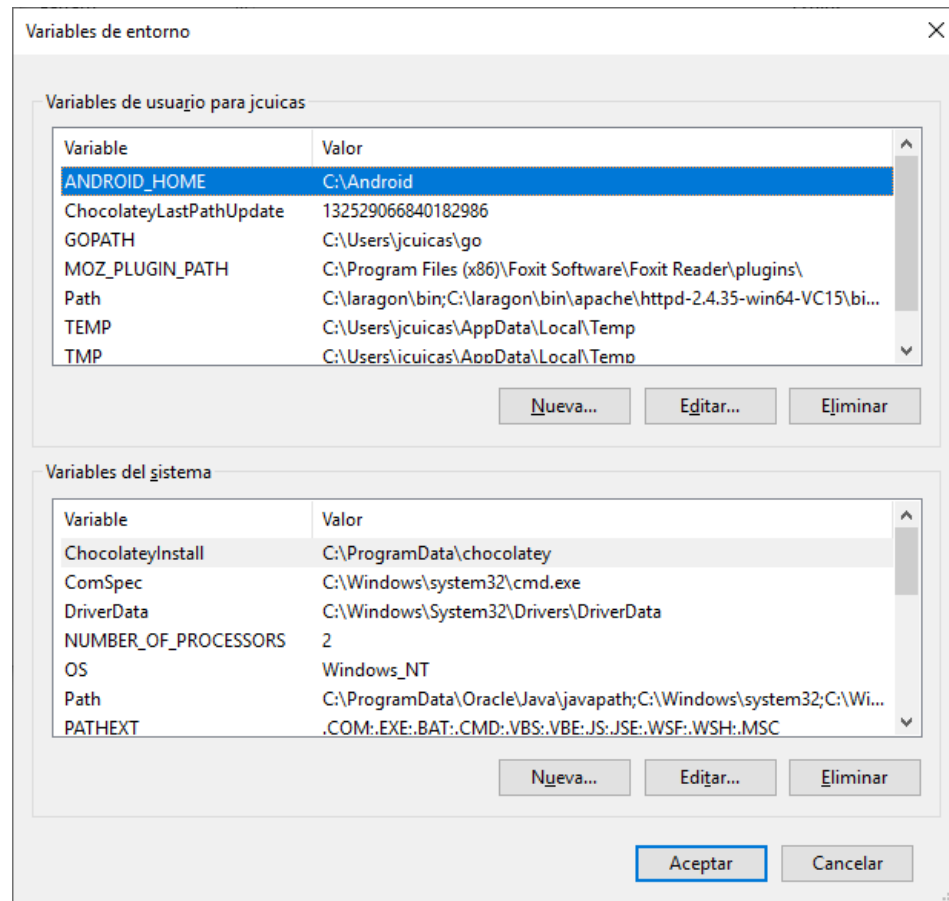 Variables de entorno
Variables de usuario para jcuicas
Variable Valor
ANDROID_HOME C:\Android
ChocolateyLastPathUpdate 132529066840182986
GOPATH C:\Users\jcuicas\go
MOZ_PLUGIN_PATH C:\Program Files (x86)\Foxit Software\Foxit Reader\plugins\
Path C:\laragon\bin;C:\laragon\bin\apache\httpd-2.4.35-win64-VC15\bi...
TEMP C:\Users\jcuicas\AppData\Local\Temp
TMP C:\Users\jcuicas\AppData\Local\Temp
Nueva... Editar... Eliminar
Variables del sistema
Variable Valor
ChocolateyInstall C:\ProgramData\chocolatey
ComSpec C:\Windows\system32\cmd.exe
DriverData C:\Windows\System32\Drivers\DriverData
NUMBER_OF_PROCESSORS 2
OS Windows_NT
Path C:\ProgramData\Oracle\Java\javapath;C:\Windows\system32;C:\Wi...
PATHEXT .COM;.EXE;.BAT;.CMD;.VBS;.VBE;.JS;.JSE;.WSF;.WSH;.MSC
Nueva... Editar... Eliminar
Aceptar Cancelar